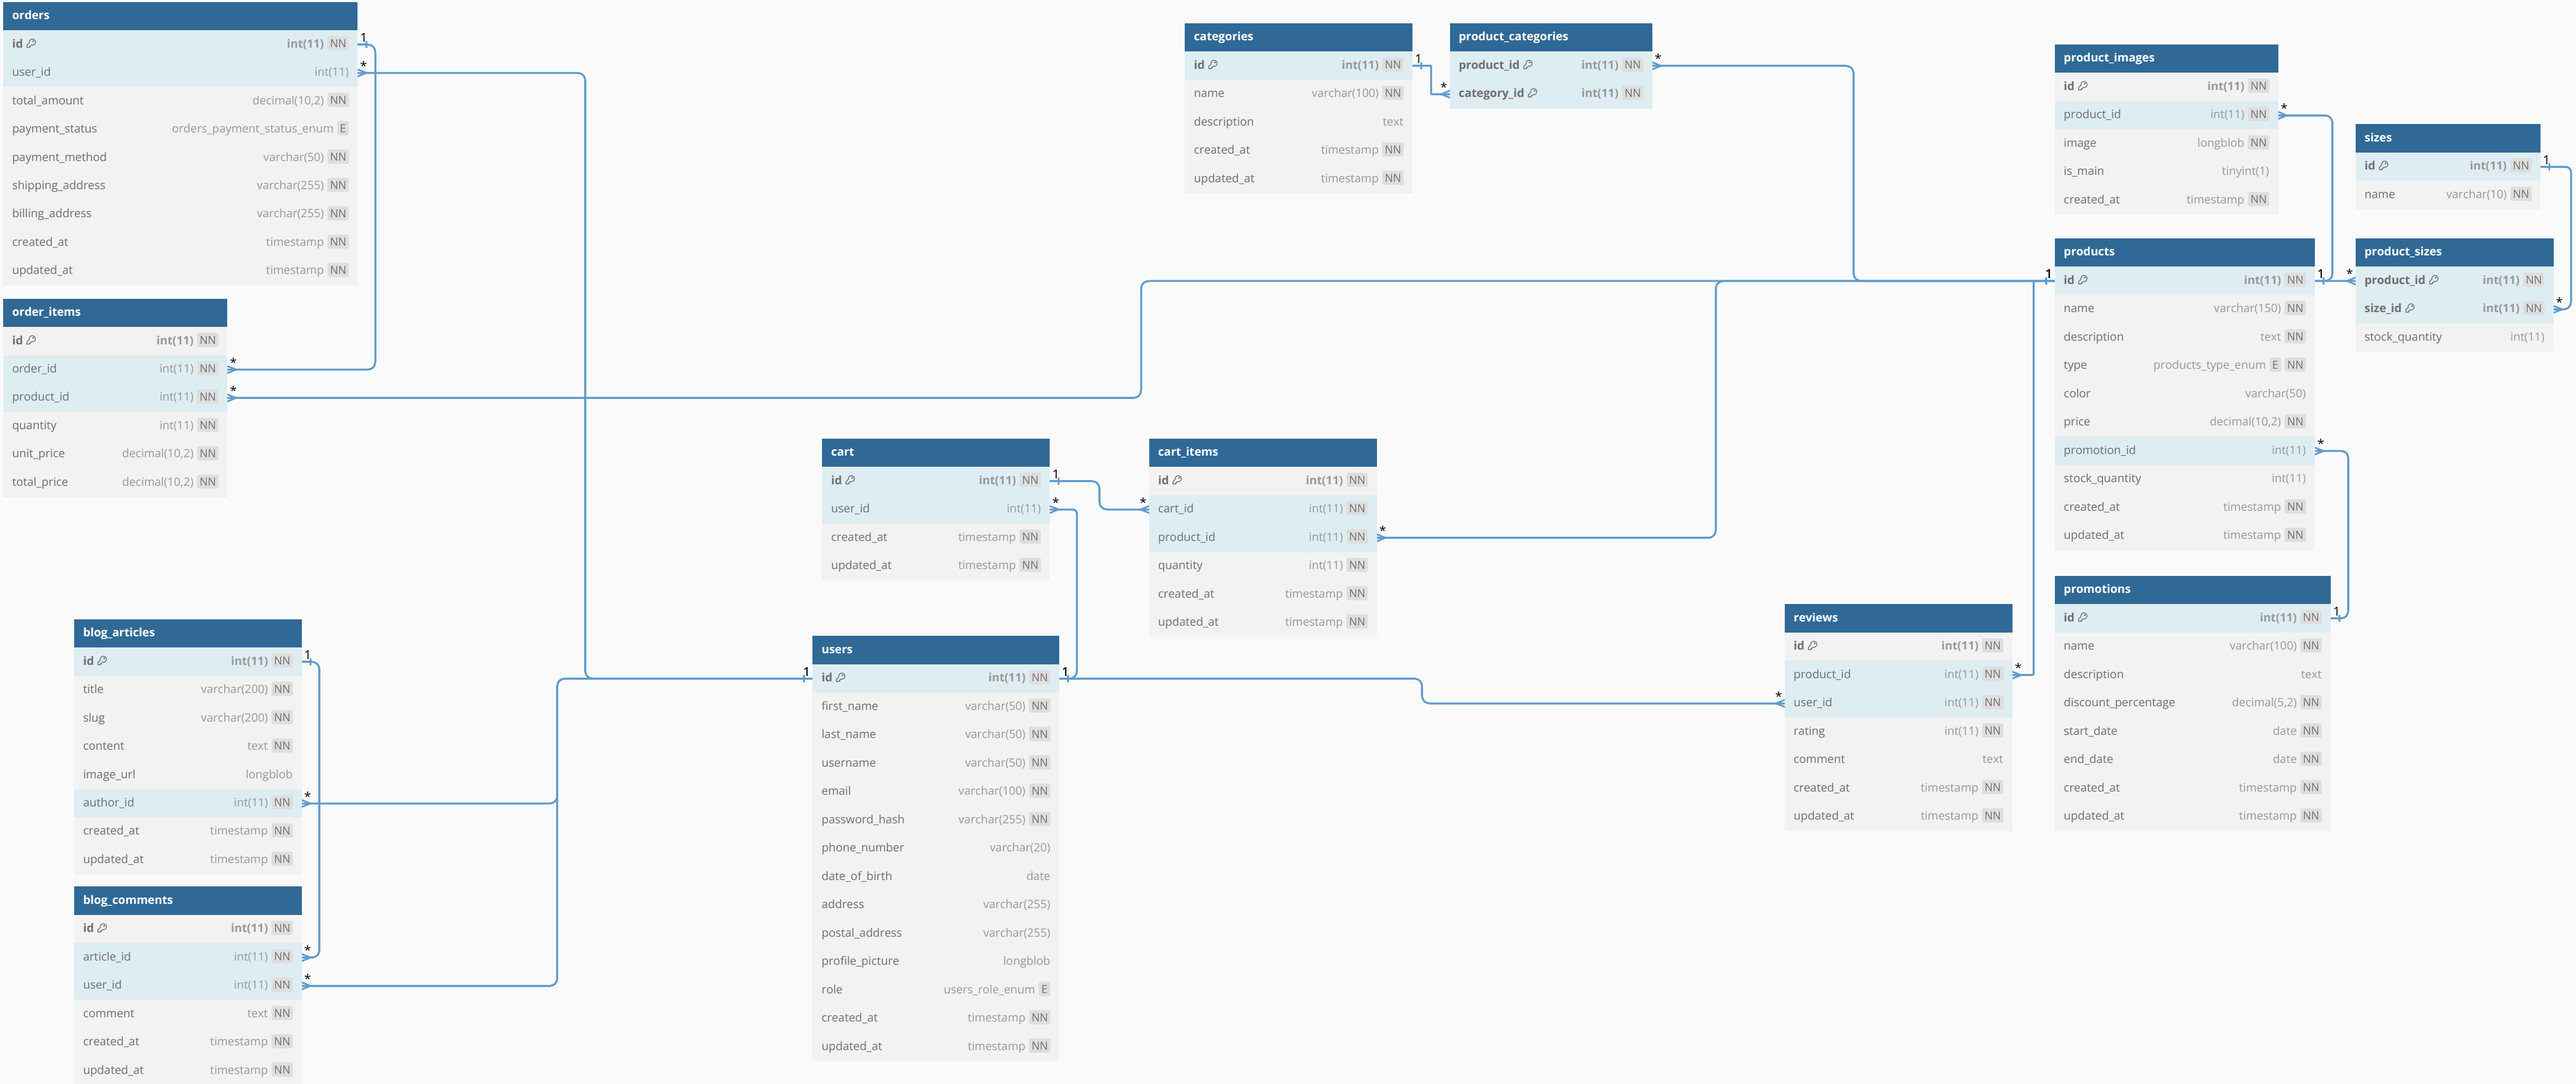 orders
id int(11) NN
user_id int(11)
total_amount decimal(10,2) NN
payment_status orders_payment_status_enum E
payment_method varchar(50) NN
shipping_address varchar(255) NN
billing_address varchar(255) NN
created_at timestamp NN
updated_at timestamp NN
1
*
order_items
id int(11) NN
order_id int(11) NN
product_id int(11) NN
quantity int(11) NN
unit_price decimal(10,2) NN
total_price decimal(10,2) NN
*
*
categories
id int(11) NN
name varchar(100) NN
description text
created_at timestamp NN
updated_at timestamp NN
1
product_categories
product_id int(11) NN
category_id int(11) NN
*
*
product_images
id int(11) NN
product_id int(11) NN
image longblob NN
is_main tinyint(1)
created_at timestamp NN
*
sizes
id int(11) NN
name varchar(10) NN
1
products
id int(11) NN
name varchar(150) NN
description text NN
type products_type_enum E NN
color varchar(50)
price decimal(10,2) NN
promotion_id int(11)
stock_quantity int(11)
created_at timestamp NN
updated_at timestamp NN
1
1
*
product_sizes
product_id int(11) NN
size_id int(11) NN
stock_quantity int(11)
*
*
cart
id int(11) NN
user_id int(11)
created_at timestamp NN
updated_at timestamp NN
1
*
cart_items
id int(11) NN
cart_id int(11) NN
product_id int(11) NN
quantity int(11) NN
created_at timestamp NN
updated_at timestamp NN
*
*
blog_articles
id int(11) NN
title varchar(200) NN
slug varchar(200) NN
content text NN
image_url longblob
author_id int(11) NN
created_at timestamp NN
updated_at timestamp NN
1
*
blog_comments
id int(11) NN
article_id int(11) NN
user_id int(11) NN
comment text NN
created_at timestamp NN
updated_at timestamp NN
*
*
users
id int(11) NN
first_name varchar(50) NN
last_name varchar(50) NN
username varchar(50) NN
email varchar(100) NN
password_hash varchar(255) NN
phone_number varchar(20)
date_of_birth date
address varchar(255)
postal_address varchar(255)
profile_picture longblob
role users_role_enum E
created_at timestamp NN
updated_at timestamp NN
1
1
reviews
id int(11) NN
product_id int(11) NN
user_id int(11) NN
rating int(11) NN
comment text
created_at timestamp NN
updated_at timestamp NN
*
*
promotions
id int(11) NN
name varchar(100) NN
description text
discount_percentage decimal(5,2) NN
start_date date NN
end_date date NN
created_at timestamp NN
updated_at timestamp NN
1